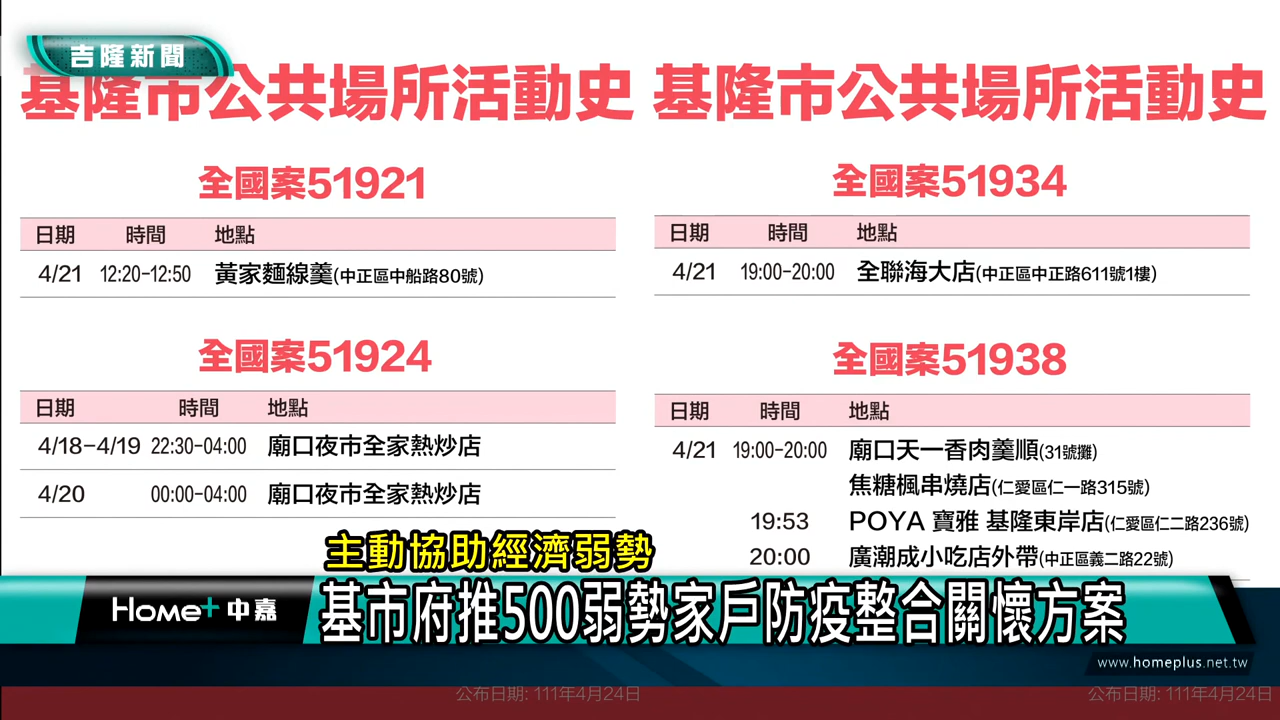 吉隆新聞
基隆市公共場所活動史
全國案51921
日期 時間 地點
4/21 12:20-12:50 黃家麵線羹(中正區中船路80號)
全國案51924
日期 時間 地點
4/18-4/19 22:30-04:00 廟口夜市全家熱炒店
4/20 00:00-04:00 廟口夜市全家熱炒店
基隆市公共場所活動史
全國案51934
日期 時間 地點
4/21 19:00-20:00 全聯海大店(中正區中正路611號1樓)
全國案51938
日期 時間 地點
4/21 19:00-20:00 廟口天一香肉羹順(31號攤)
焦糖楓串燒店(仁愛區仁一路315號)
19:53 POYA 寶雅 基隆東岸店(仁愛區仁二路236號)
20:00 廣潮成小吃店外帶(中正區義二路22號)
主動協助經濟弱勢
Home+ 中嘉
基市府推500弱勢家戶防疫整合關懷方案
www.homeplus.net.tw
公布日期: 111年4月24日
公布日期: 111年4月24日